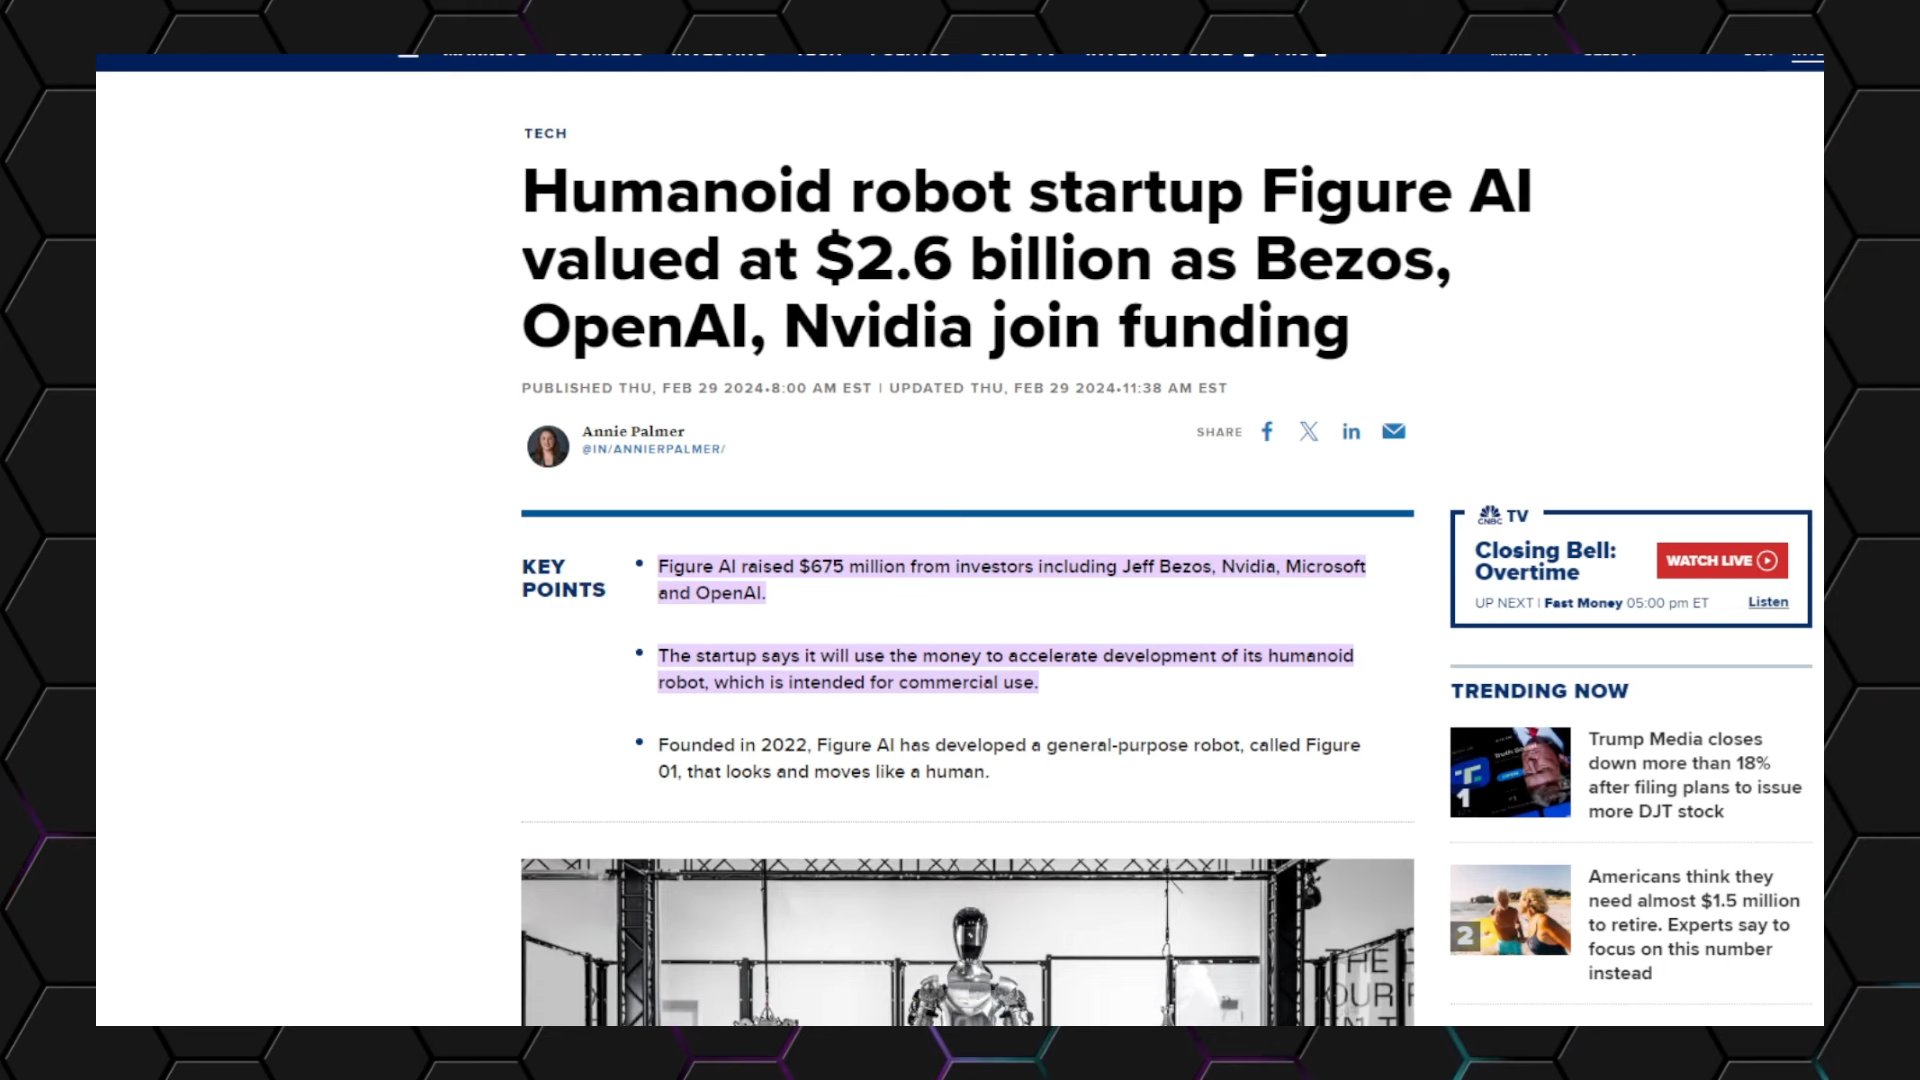 TECH
Humanoid robot startup Figure AI
valued at $2.6 billion as Bezos,
OpenAI, Nvidia join funding
PUBLISHED THU, FEB 29 2024•8:00 AM EST | UPDATED THU, FEB 29 2024•11:38 AM EST
Annie Palmer
@IN/ANNIERPALMER/
SHARE
KEY
POINTS
• Figure AI raised $675 million from investors including Jeff Bezos, Nvidia, Microsoft
and OpenAI.
• The startup says it will use the money to accelerate development of its humanoid
robot, which is intended for commercial use.
• Founded in 2022, Figure AI has developed a general-purpose robot, called Figure
01, that looks and moves like a human.
CNBC TV
Closing Bell:
Overtime
WATCH LIVE
UP NEXT | Fast Money 05:00 pm ET
Listen
TRENDING NOW
1
Trump Media closes
down more than 18%
after filing plans to issue
more DJT stock
2
Americans think they
need almost $1.5 million
to retire. Experts say to
focus on this number
instead
THE
OUR